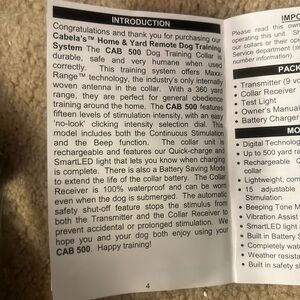 INTRODUCTION
Congratulations and thank you for purchasing our
Cabela's™ Home & Yard Remote Dog Training
System The CAB 500 Dog Training Collar is
durable, safe and very humane when used
correctly. This training system offers Maxx-
Range™ technology, the industry's only internally
woven antenna in the collar. With a 360 yard
range, they are perfect for general obedience
training around the home. The CAB 500 features
fifteen levels of stimulation intensity, with an easy
'no-look' clicking intensity selection dial. This
model includes both the Continuous Stimulation
and the Beep function. The collar unit is
rechargeable and features our Quick-charge and
SmartLED light that lets you know when charging
is complete. There is also a Battery Saving Mode
to extend the life of the collar battery. The Collar
Receiver is 100% waterproof and can be worn
even when the dog is submerged. The automatic
safety shut-off feature stops the stimulus from
both the Transmitter and the Collar Receiver to
prevent accidental or prolonged stimulation. We
hope you and your dog both enjoy using your
CAB 500. Happy training!
4
Please read this
operating this unit. Sh
our collars or their ope
Service department
number information).
PACK
• Transmitter (9 vo
• Collar Receiver
• Test Light
• Owner's Manual
• Battery Charger
MO
• Digital Technolog
• Up to 500 yard ra
• Rechargeable C
collar
• Lightweight, com
• 15 adjustable
Stimulation
• Beeping Tone M
• Vibration Assist
• SmartLED light
• Built in Battery S
• Completely wate
• Weather resista
• Built in safety s